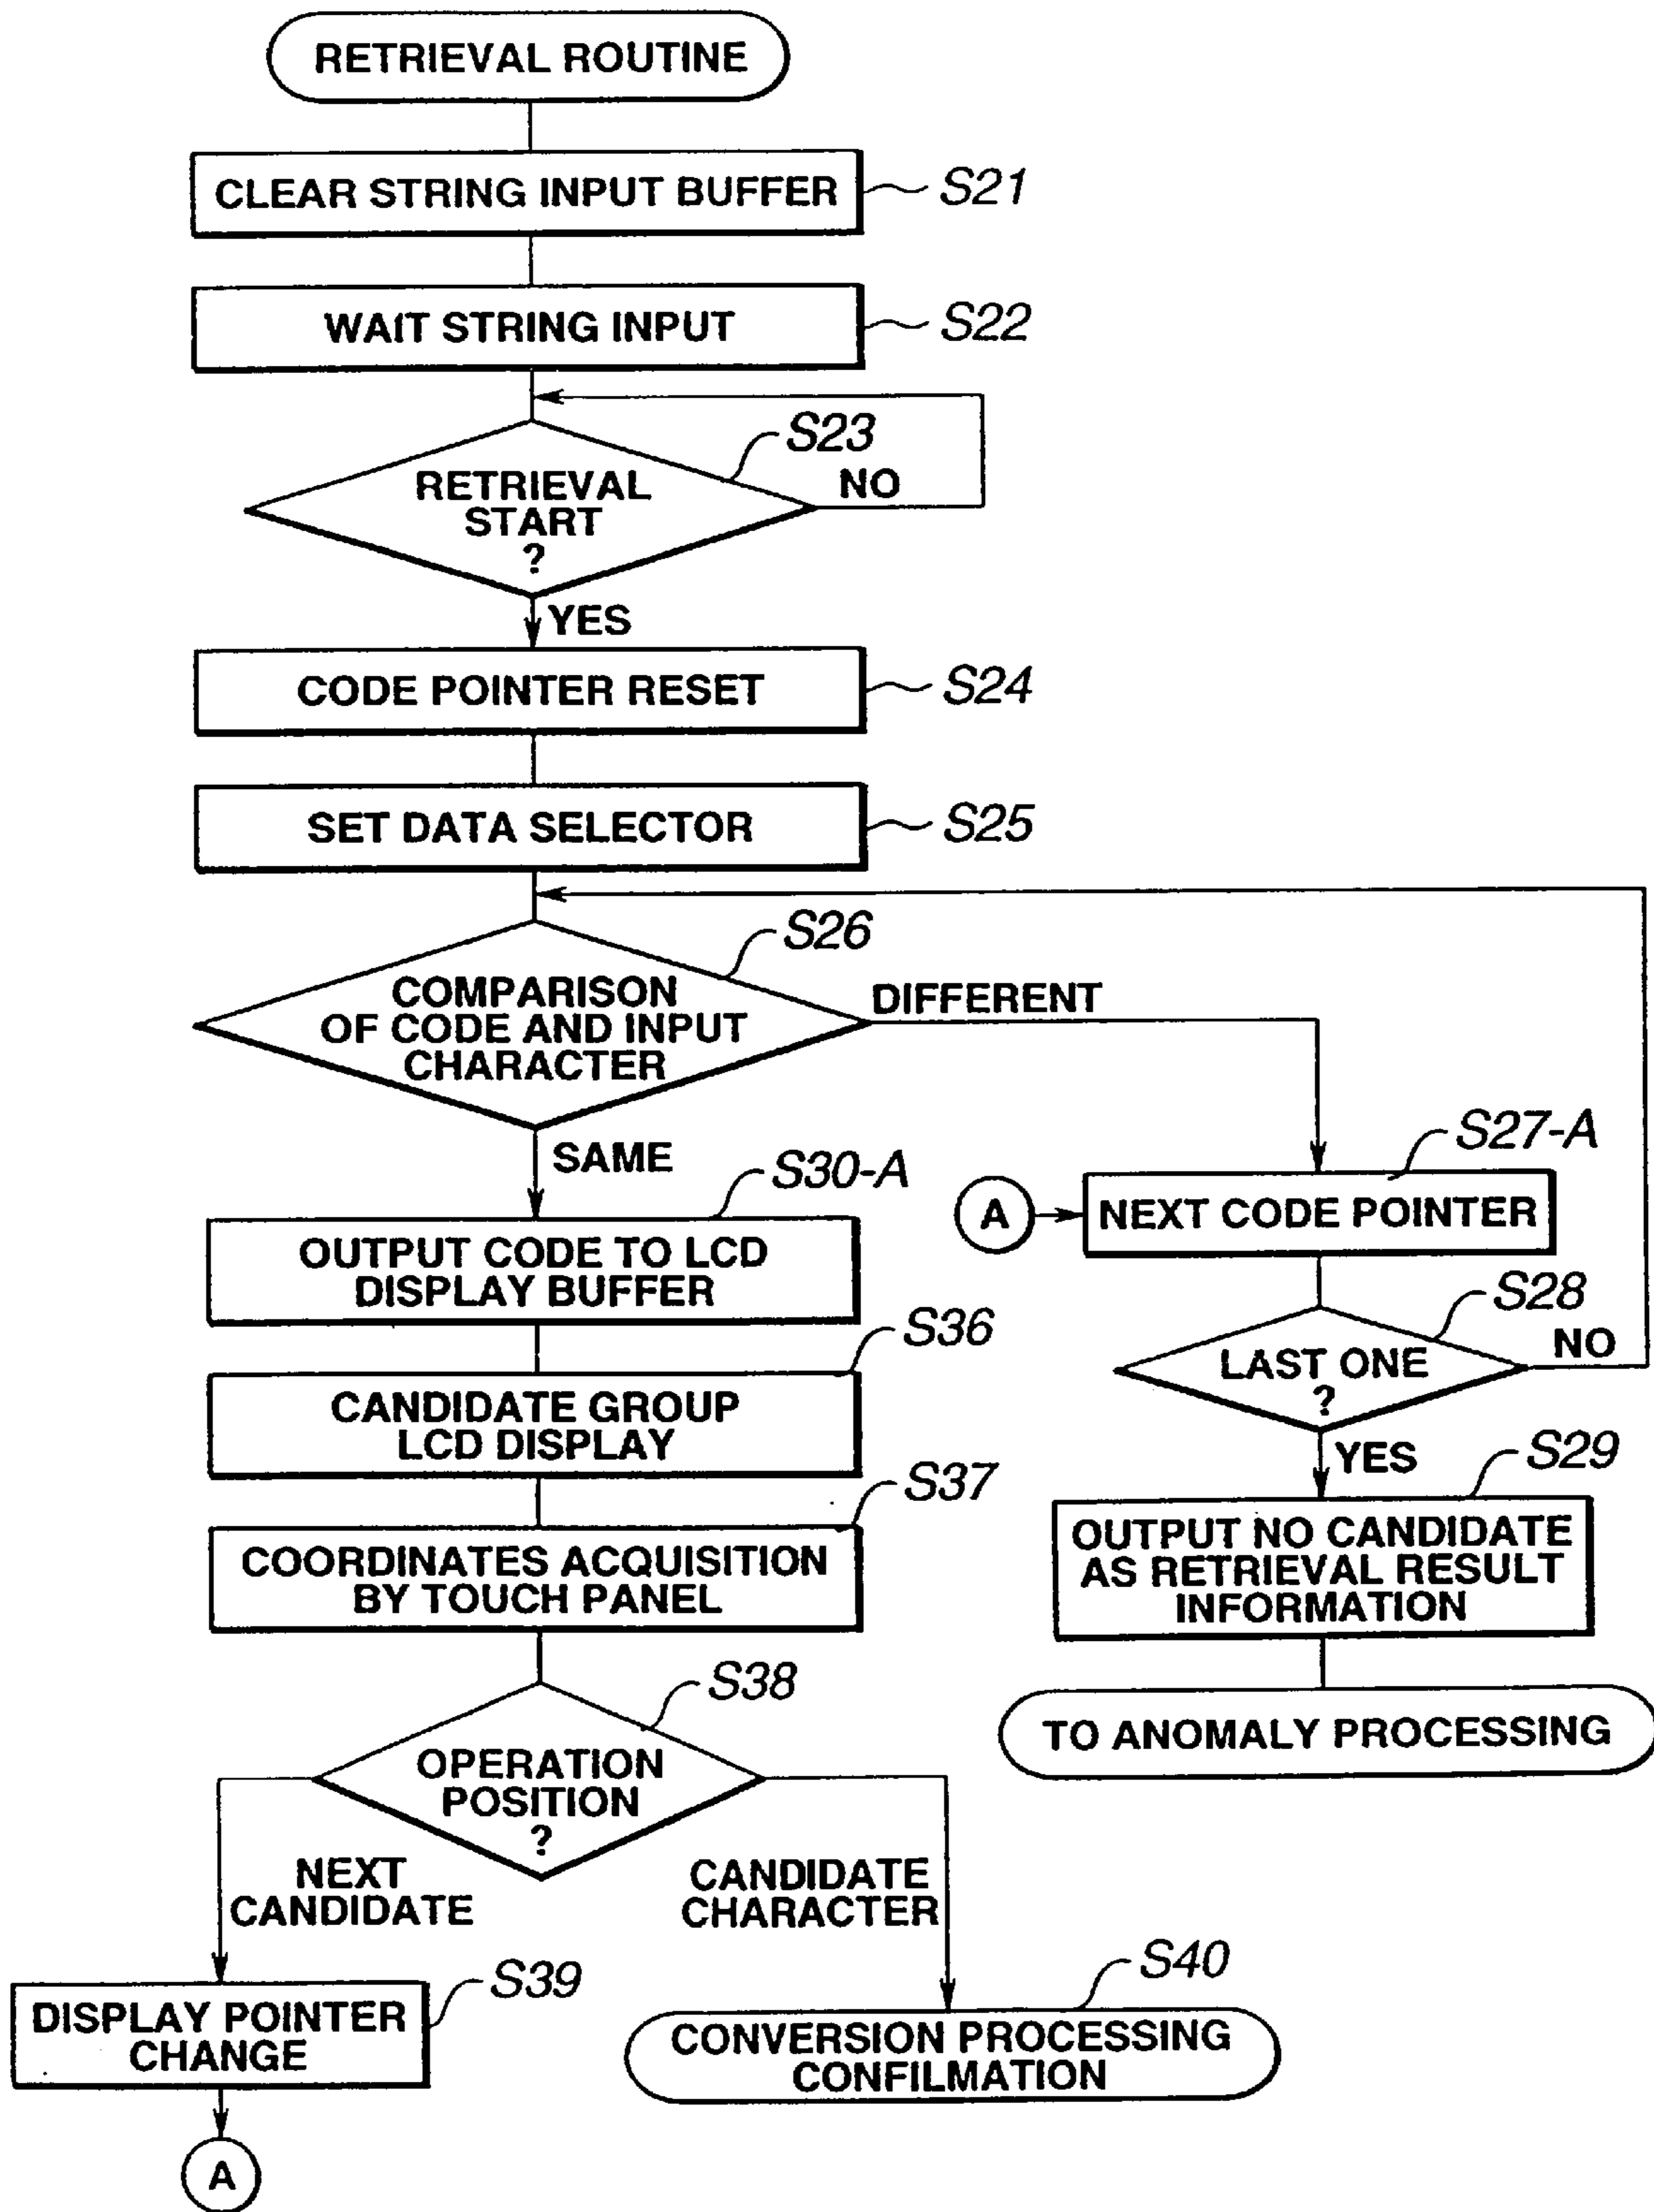 RETRIEVAL ROUTINE
CLEAR STRING INPUT BUFFER
S21
WAIT STRING INPUT
S22
S23
RETRIEVAL
START
?
NO
YES
CODE POINTER RESET
S24
SET DATA SELECTOR
S25
S26
COMPARISON
OF CODE AND INPUT
CHARACTER
DIFFERENT
SAME
S27-A
A
NEXT CODE POINTER
S30-A
OUTPUT CODE TO LCD
DISPLAY BUFFER
S28
LAST ONE
?
NO
YES
S36
CANDIDATE GROUP
LCD DISPLAY
S29
OUTPUT NO CANDIDATE
AS RETRIEVAL RESULT
INFORMATION
S37
COORDINATES ACQUISITION
BY TOUCH PANEL
TO ANOMALY PROCESSING
S38
OPERATION
POSITION
?
NEXT
CANDIDATE
CANDIDATE
CHARACTER
S39
DISPLAY POINTER
CHANGE
S40
CONVERSION PROCESSING
CONFILMATION
A